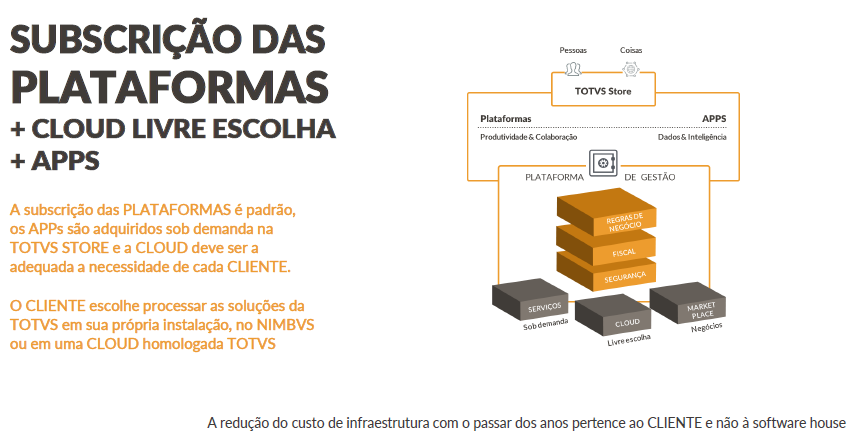 SUBSCRIÇÃO DAS
PLATAFORMAS
+ CLOUD LIVRE ESCOLHA
+ APPS
A subscrição das PLATAFORMAS é padrão,
os APPs são adquiridos sob demanda na
TOTVS STORE e a CLOUD deve ser a
adequada a necessidade de cada CLIENTE.
O CLIENTE escolhe processar as soluções da
TOTVS em sua própria instalação, no NIMBVS
ou em uma CLOUD homologada TOTVS
Pessoas Coisas
TOTVS Store
Plataformas APPS
Produtividade & Colaboração Dados & Inteligência
PLATAFORMA DE GESTÃO
REGRAS DE
NEGÓCIO
FISCAL
SEGURANÇA
SERVIÇOS
Sob demanda
CLOUD
Livre escolha
MARKET
PLACE
Negócios
A redução do custo de infraestrutura com o passar dos anos pertence ao CLIENTE e não à software house